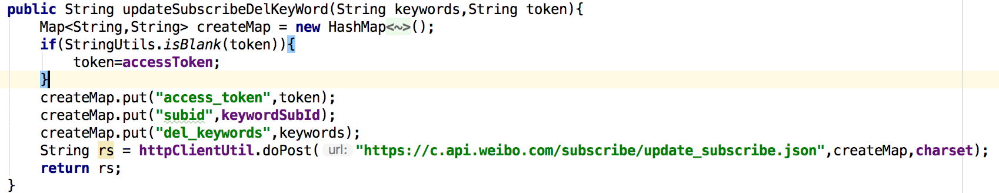 public String updateSubscribeDelKeyWord(String keywords,String token){
    Map<String,String> createMap = new HashMap<~>();
    if(StringUtils.isBlank(token)){
        token=accessToken;
    }
    createMap.put("access_token",token);
    createMap.put("subid",keywordSubId);
    createMap.put("del_keywords",keywords);
    String rs = httpClientUtil.doPost( url: "https://c.api.weibo.com/subscribe/update_subscribe.json",createMap,charset);
    return rs;
}